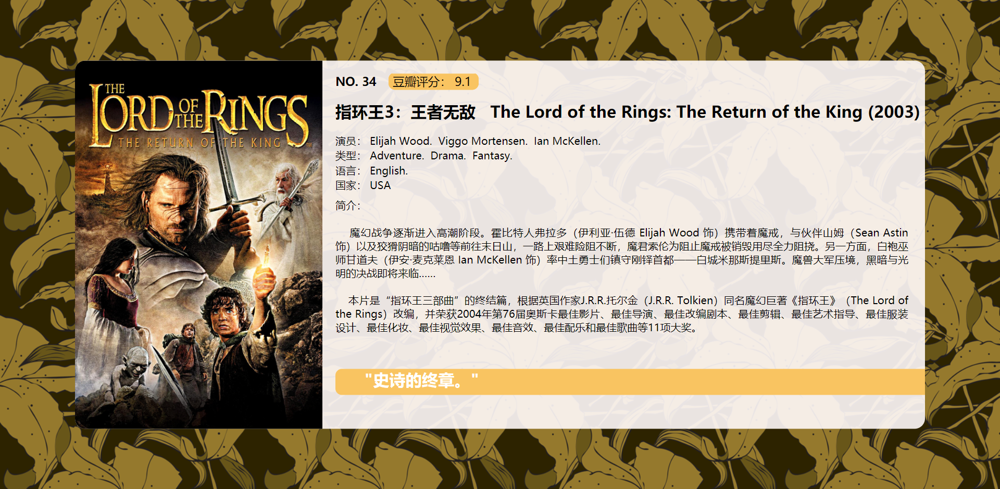 THE
LORD OF THE RINGS
THE RETURN OF THE KING™
NO. 34 豆瓣评分： 9.1
指环王3：王者无敌 The Lord of the Rings: The Return of the King (2003)
演员： Elijah Wood. Viggo Mortensen. Ian McKellen.
类型： Adventure. Drama. Fantasy.
语言： English.
国家： USA
简介：
魔幻战争逐渐进入高潮阶段。霍比特人弗拉多（伊利亚·伍德 Elijah Wood 饰）携带着魔戒，与伙伴山姆（Sean Astin
饰）以及狡猾阴暗的咕噜等前往末日山，一路上艰难险阻不断，魔君索伦为阻止魔戒被销毁用尽全力阻挠。另一方面，白袍巫
师甘道夫（伊安·麦克莱恩 Ian McKellen 饰）率中土勇士们镇守刚铎首都——白城米那斯提里斯。魔兽大军压境，黑暗与光
明的决战即将来临……
本片是“指环王三部曲”的终结篇，根据英国作家J.R.R.托尔金（J.R.R. Tolkien）同名魔幻巨著《指环王》（The Lord of
the Rings）改编，并荣获2004年第76届奥斯卡最佳影片、最佳导演、最佳改编剧本、最佳剪辑、最佳艺术指导、最佳服装
设计、最佳化妆、最佳视觉效果、最佳音效、最佳配乐和最佳歌曲等11项大奖。
"史诗的终章。"